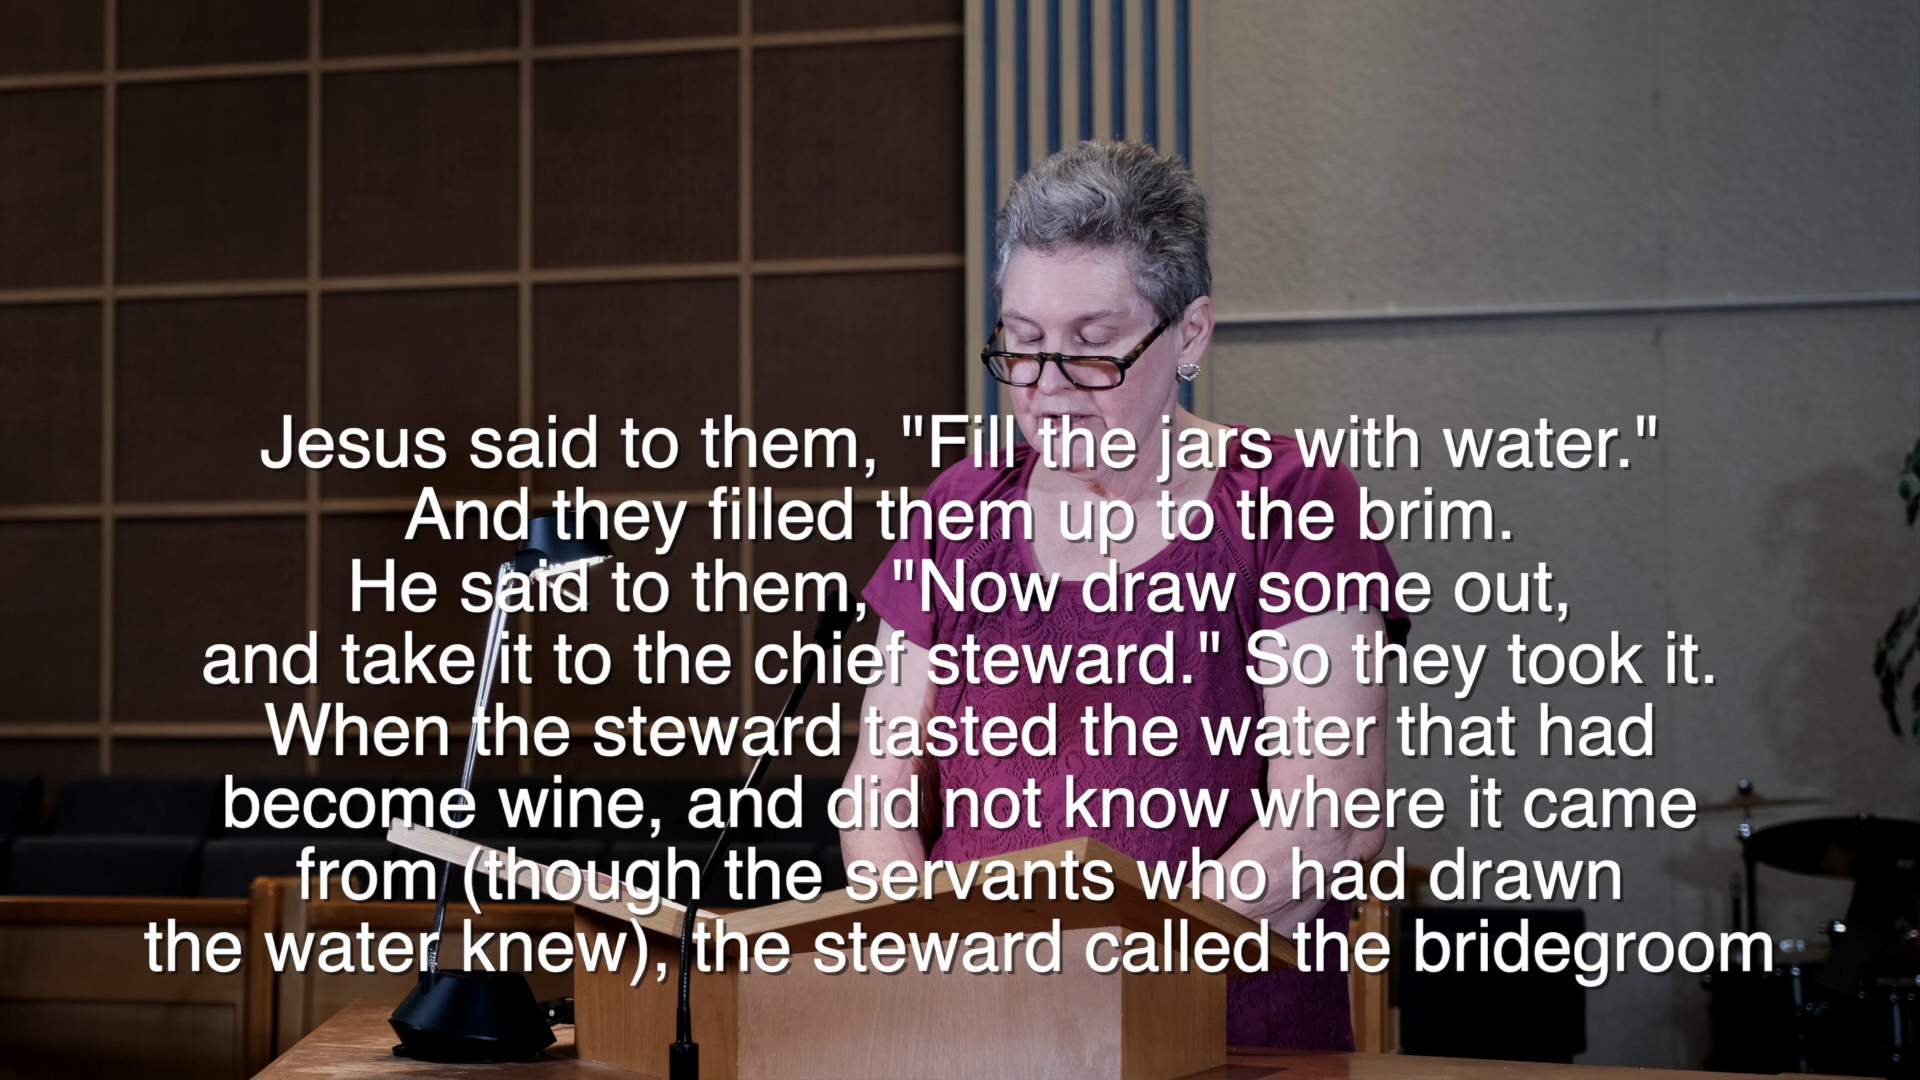 Jesus said to them, "Fill the jars with water."
And they filled them up to the brim.
He said to them, "Now draw some out,
and take it to the chief steward." So they took it.
When the steward tasted the water that had
become wine, and did not know where it came
from (though the servants who had drawn
the water knew), the steward called the bridegroom